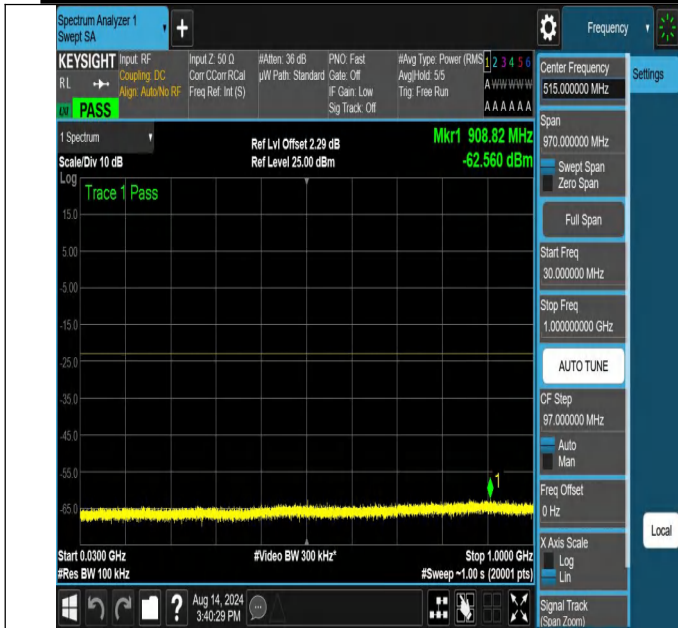 Spectrum Analyzer 1
Swept SA
+
Frequency
KEYSIGHT
RL
PASS
Input: RF
Coupling: DC
Align: Auto/No RF
Input Z: 50 Ω
Corr CCorr RCal
Freq Ref: Int (S)
#Atten: 36 dB
µW Path: Standard
PNO: Fast
Gate: Off
IF Gain: Low
Sig Track: Off
#Avg Type: Power (RMS
Avg|Hold: 5/5
Trig: Free Run
1 2 3 4 5 6
A W W W W W
A A A A A A
1 Spectrum
Scale/Div 10 dB
Log
Ref Lvl Offset 2.29 dB
Ref Level 25.00 dBm
Mkr1 908.82 MHz
-62.560 dBm
Trace 1 Pass
15.0
5.00
-5.00
-15.0
-25.0
-35.0
-45.0
-55.0
-65.0
1
Start 0.0300 GHz
#Res BW 100 kHz
#Video BW 300 kHz*
Stop 1.0000 GHz
#Sweep ~1.00 s (20001 pts)
Aug 14, 2024
3:40:29 PM
?
Center Frequency
515.000000 MHz
Settings
Span
970.000000 MHz
Swept Span
Zero Span
Full Span
Start Freq
30.000000 MHz
Stop Freq
1.000000000 GHz
AUTO TUNE
CF Step
97.000000 MHz
Auto
Man
Freq Offset
0 Hz
X Axis Scale
Log
Lin
Local
Signal Track
(Span Zoom)